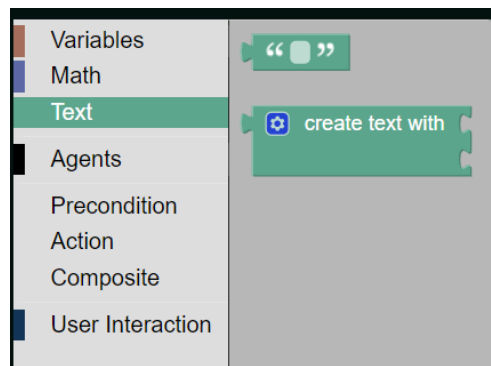 Variables
Math
Text
Agents
Precondition
Action
Composite
User Interaction
“ ”
create text with